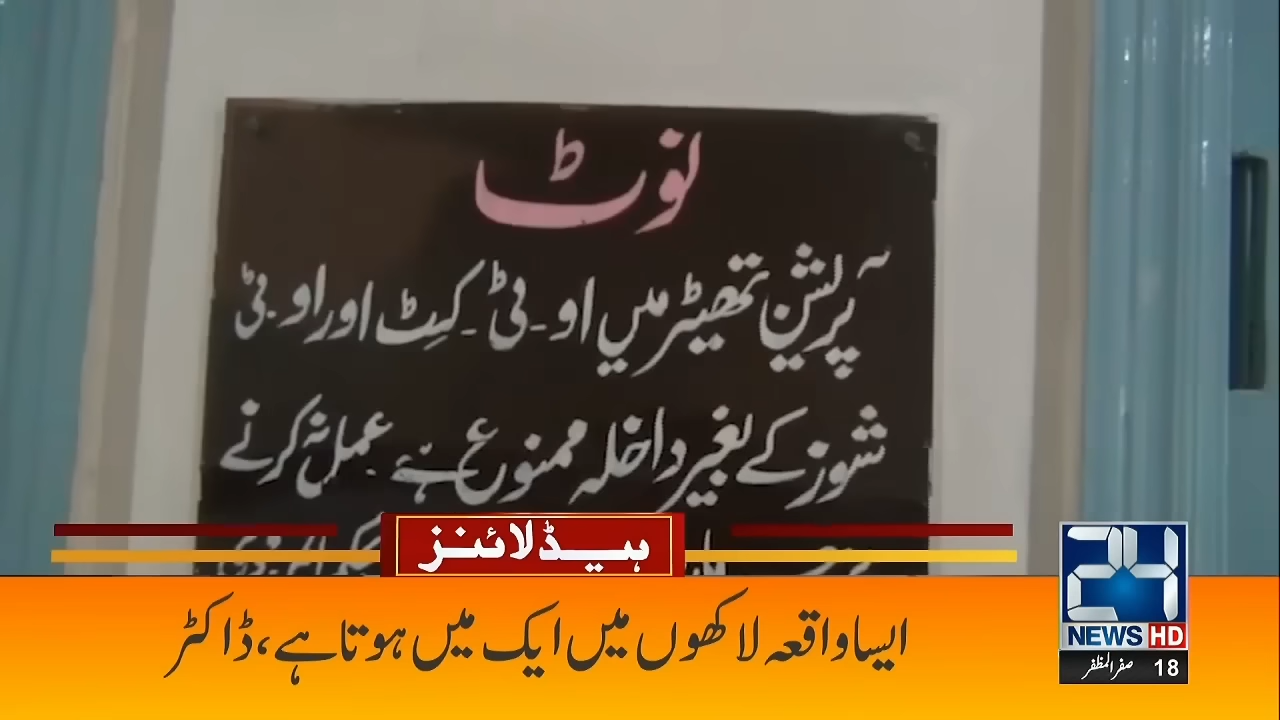 نوٹ
آپریشن تھیٹر میں او-ٹی-کٹ اور او ٹی
شوز کے بغیر داخلہ ممنوع ہے عمل نہ کرنے
ہیڈلائنز
ایسا واقعہ لاکھوں میں ایک میں ہوتا ہے، ڈاکٹر
24
NEWS HD
18 صفر المظفر